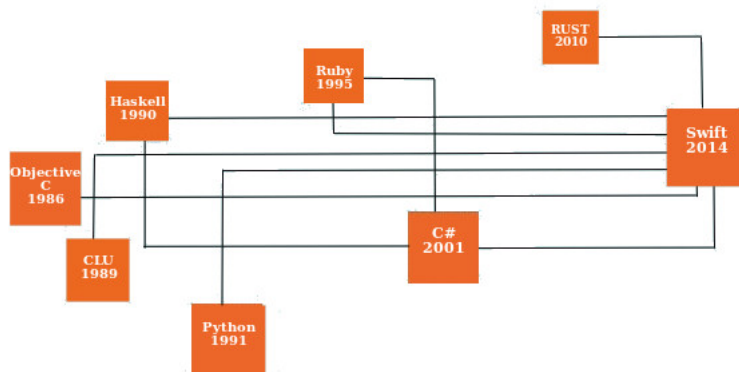 RUST
2010
Ruby
1995
Haskell
1990
Swift
2014
Objective
C
1986
C#
2001
CLU
1989
Python
1991